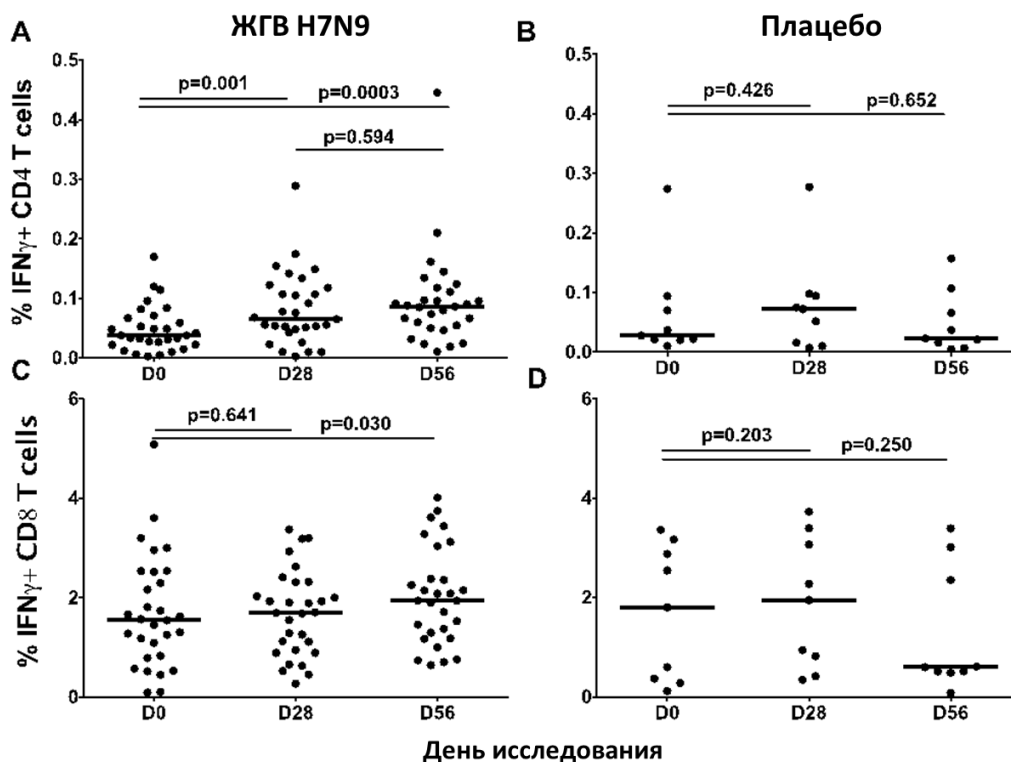 ЖГВ H7N9
Плацебо
A
B
% IFNγ+ CD4 T cells
0.5
0.4
0.3
0.2
0.1
0.0
p=0.001
p=0.0003
p=0.594
D0
D28
D56
0.5
0.4
0.3
0.2
0.1
0.0
p=0.426
p=0.652
D0
D28
D56
C
D
% IFNγ+ CD8 T cells
6
4
2
0
p=0.641
p=0.030
D0
D28
D56
6
4
2
0
p=0.203
p=0.250
D0
D28
D56
День исследования